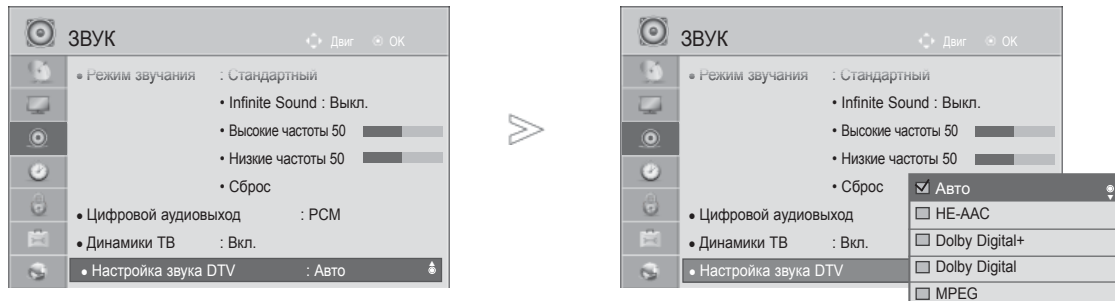 ЗВУК
Двиг OK
• Режим звучания : Стандартный
• Infinite Sound : Выкл.
• Высокие частоты 50
• Низкие частоты 50
• Сброс
• Цифровой аудиовыход : PCM
• Динамики ТВ : Вкл.
• Настройка звука DTV : Авто
ЗВУК
Двиг OK
• Режим звучания : Стандартный
• Infinite Sound : Выкл.
• Высокие частоты 50
• Низкие частоты 50
• Сброс
• Цифровой аудиовыход
• Динамики ТВ : Вкл.
• Настройка звука DTV
Авто
HE-AAC
Dolby Digital+
Dolby Digital
MPEG